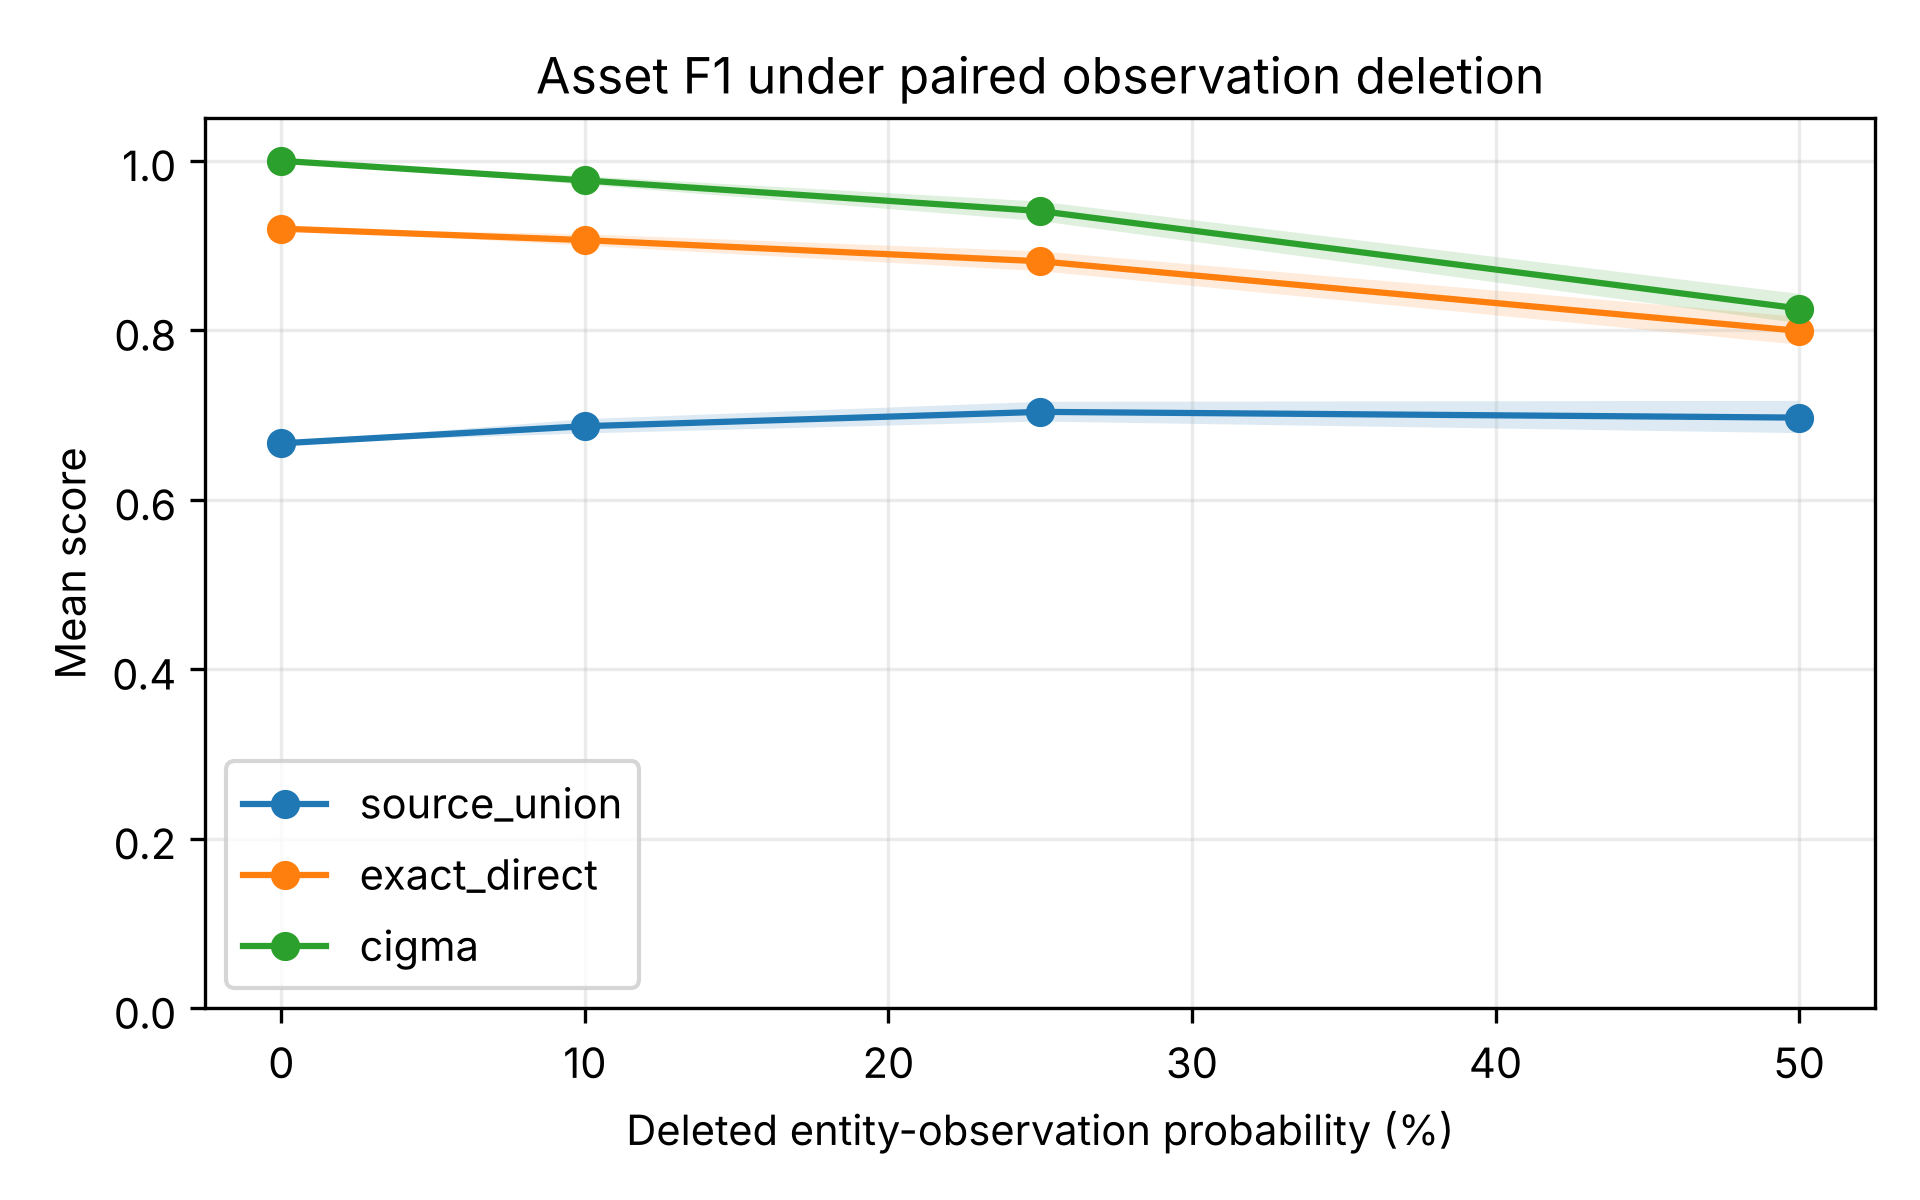 Asset F1 under paired observation deletion
Mean score
1.0
0.8
0.6
0.4
0.2
0.0
source_union
exact_direct
cigma
0 10 20 30 40 50
Deleted entity-observation probability (%)